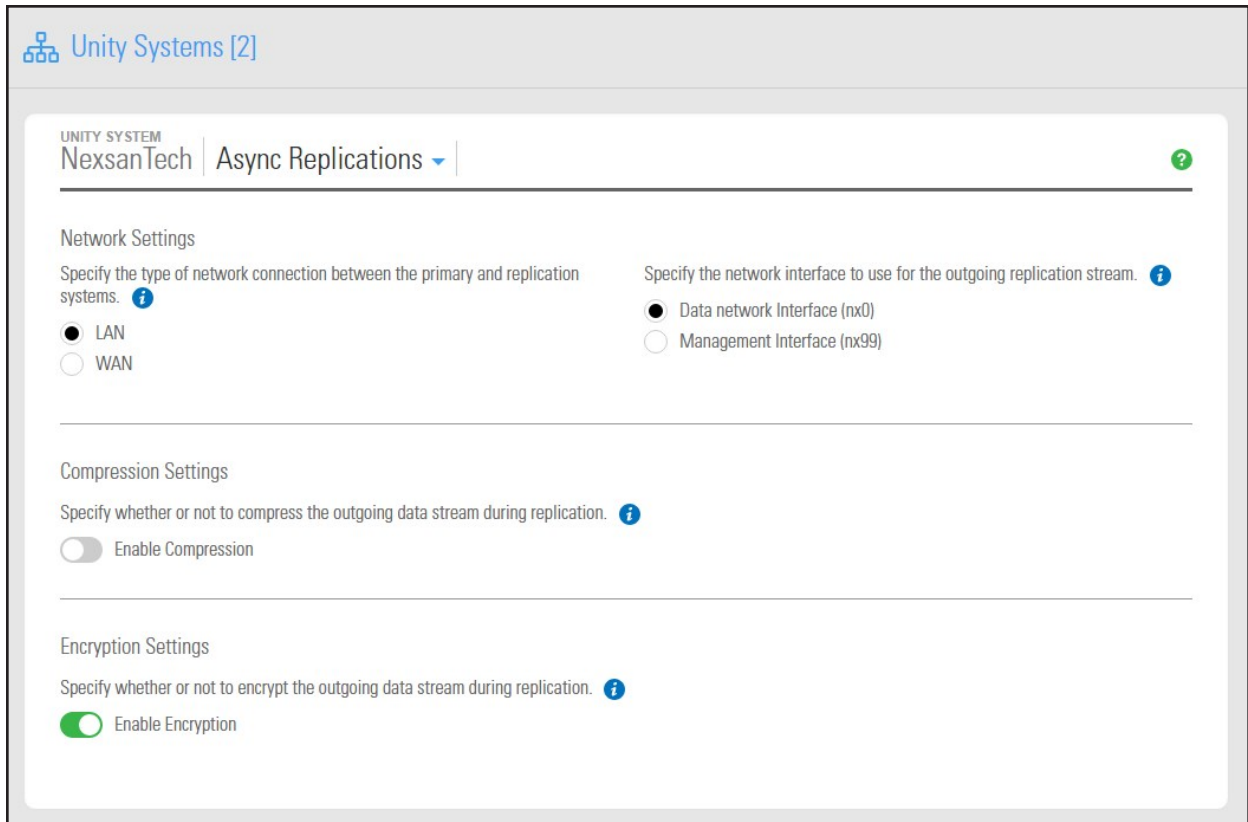 Unity Systems [2]
UNITY SYSTEM
NexsanTech
Async Replications
?
Network Settings
Specify the type of network connection between the primary and replication
systems. i
LAN
WAN
Specify the network interface to use for the outgoing replication stream. i
Data network Interface (nx0)
Management Interface (nx99)
Compression Settings
Specify whether or not to compress the outgoing data stream during replication. i
Enable Compression
Encryption Settings
Specify whether or not to encrypt the outgoing data stream during replication. i
Enable Encryption